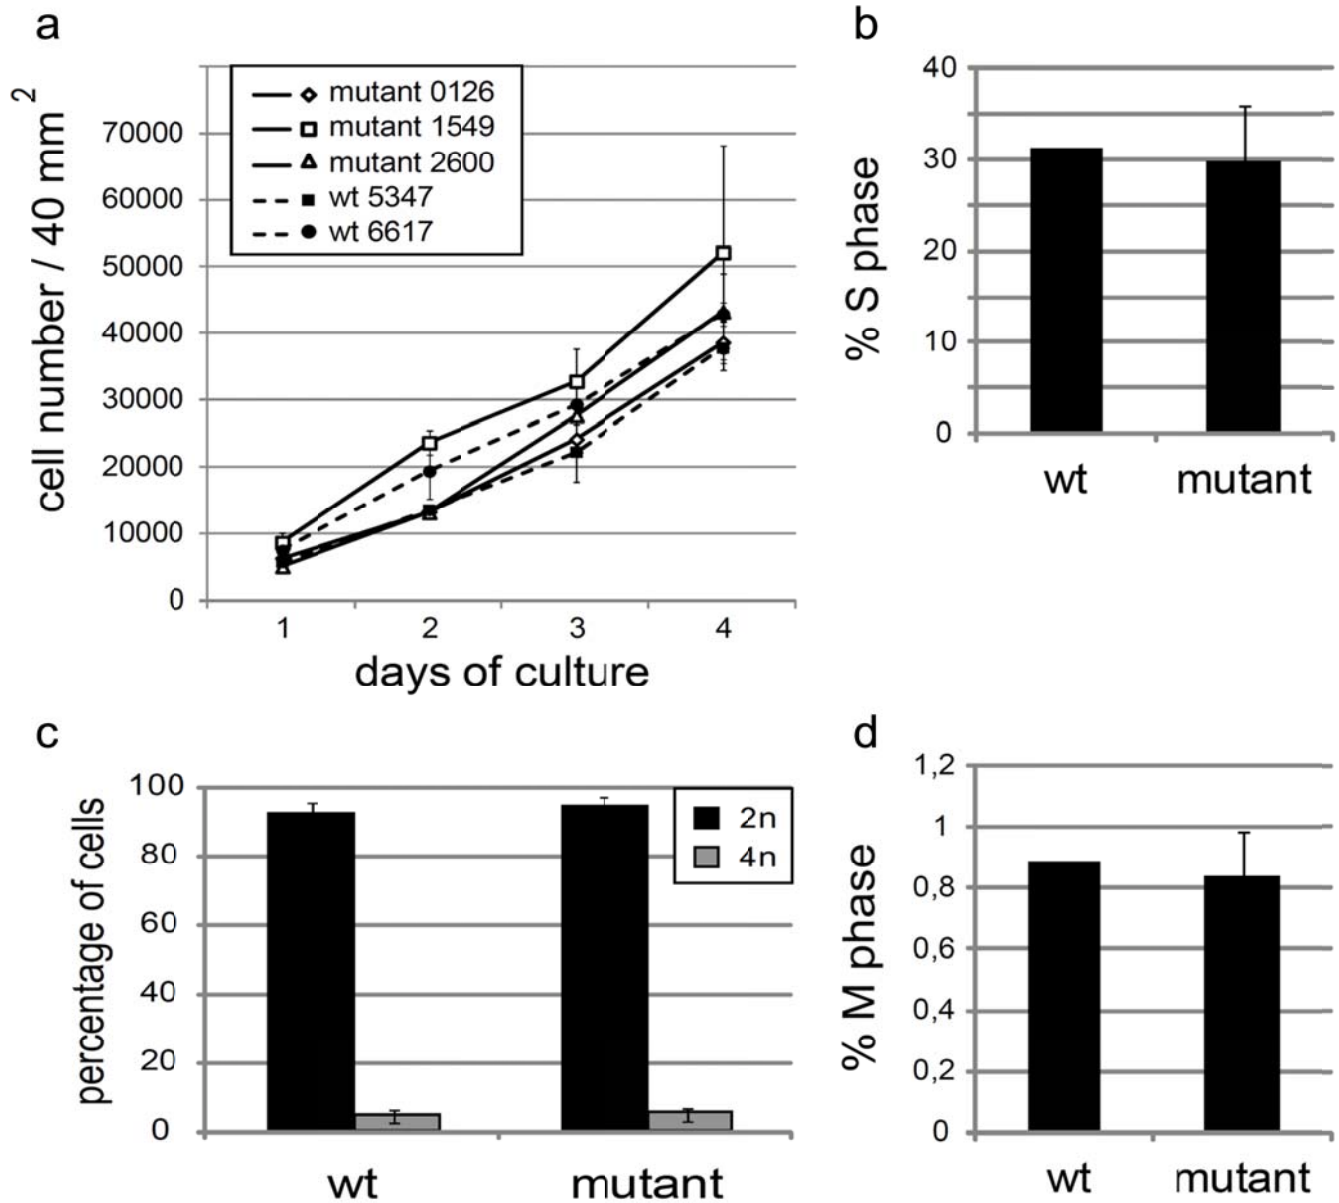 a
cell number / 40 mm²
70000
60000
50000
40000
30000
20000
10000
0
mutant 0126
mutant 1549
mutant 2600
wt 5347
wt 6617
1 2 3 4
days of culture
b
% S phase
40
30
20
10
0
wt mutant
c
percentage of cells
100
80
60
40
20
0
2n
4n
wt mutant
d
% M phase
1,2
1
0,8
0,6
0,4
0,2
0
wt mutant